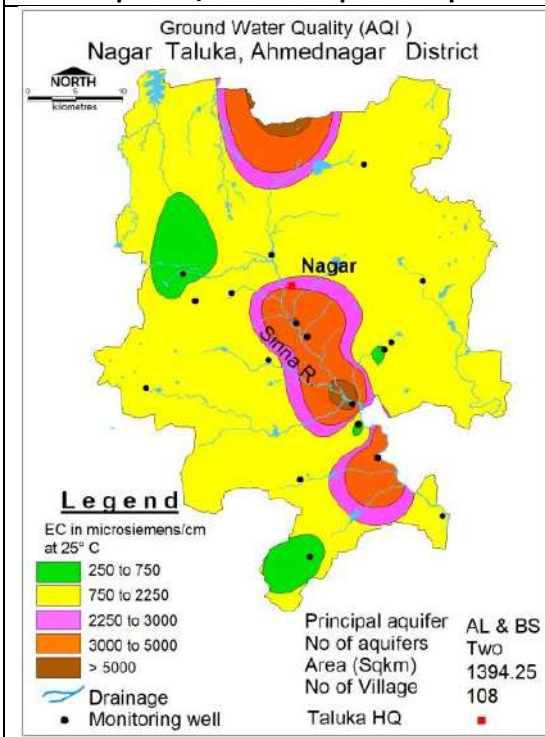 Ground Water Quality (AQI )
Nagar Taluka, Ahmednagar District
NORTH
0 5 10
kilometres
Nagar
Sinna R.
Legend
EC in microsiemens/cm
at 25° C
250 to 750
750 to 2250
2250 to 3000
3000 to 5000
> 5000
Drainage
Monitoring well
Principal aquifer AL & BS
No of aquifers Two
Area (Sqkm) 1394.25
No of Village 108
Taluka HQ